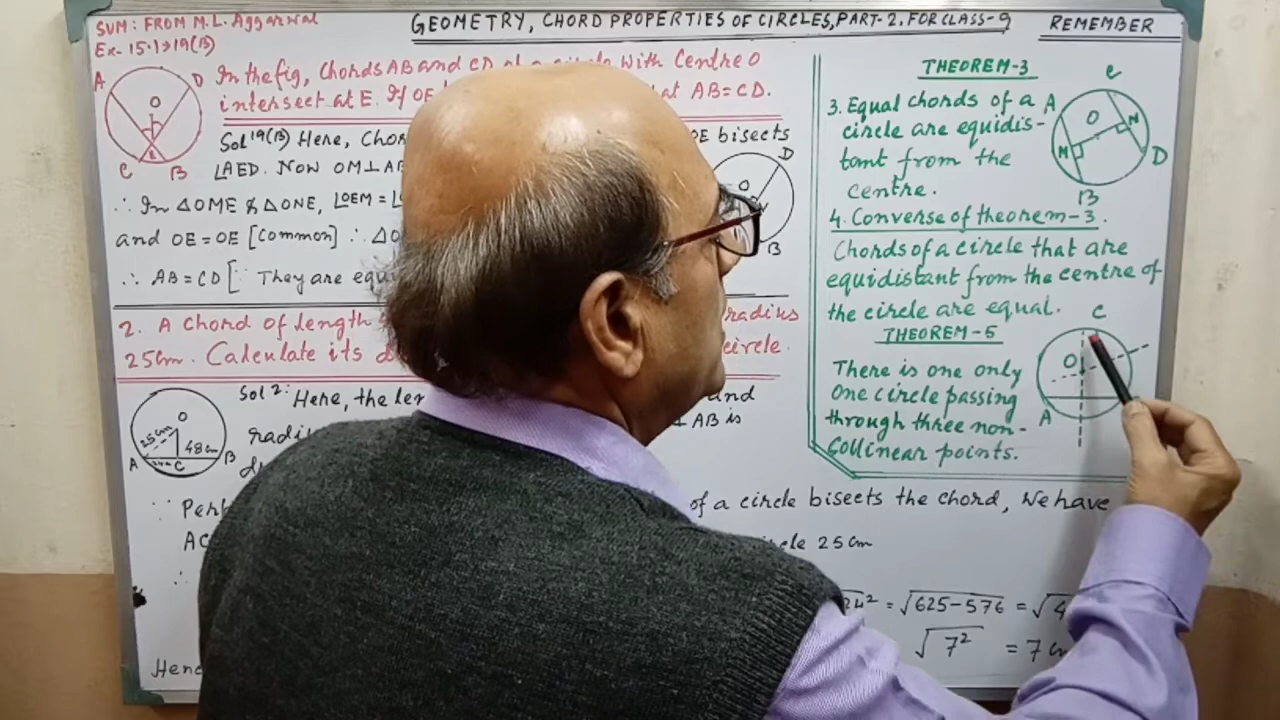 SUM: FROM M.L. Aggarwal
Ex-15.1→19(B)
GEOMETRY, CHORD PROPERTIES OF CIRCLES, PART-2. FOR CLASS-9
REMEMBER
A D O C E B
In the fig, Chords AB and CD of a circle with Centre O
intersect at E. If OE at AB=CD.
Sol 19(B) Here, Chor OE bisects
∠AED. Now OM⊥AB
∴ In △OME & △ONE, ∠OEM = ∠
and OE=OE [Common] ∴ △O
∴ AB=CD [∵ They are equi
D O B
2. A Chord of length radius
25cm. Calculate its d circle.
Sol 2: Here, the len and
radiu ⊥ AB is
O 25cm 48cm A C B
∵ Perp of a circle bisects the chord, we have
AC circle 25cm
∴
24² = √625-576 = √4
√7² = 7 cm
Henc
THEOREM-3
3. Equal chords of a
circle are equidis-
tant from the
centre.
A C O N M D B
4. Converse of theorem-3.
Chords of a circle that are
equidistant from the centre of
the circle are equal.
THEOREM-5
There is one only
one circle passing
through three non-
Collinear points.
C O A